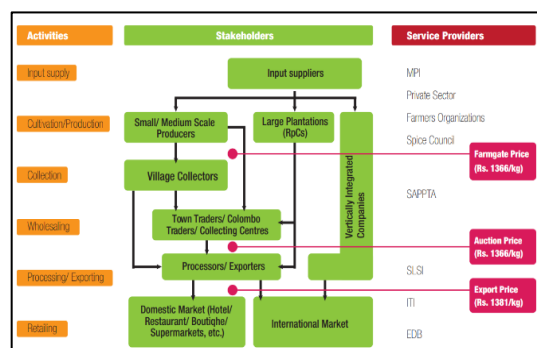 Activities
Stakeholders
Service Providers
Input supply
Input suppliers
MPI
Private Sector
Cultivation/Production
Small/ Medium Scale
Producers
Large Plantations
(RpCs)
Farmers Organizations
Spice Council
Farmgate Price
(Rs. 1366/kg)
Collection
Village Collectors
Vertically Integrated
Companies
SAPPTA
Wholesaling
Town Traders/ Colombo
Traders/ Collecting Centres
Auction Price
(Rs. 1366/kg)
Processing/ Exporting
Processors/ Exporters
SLSI
Export Price
(Rs. 1381/kg)
ITI
Retailing
Domestic Market (Hotel/
Restaurant/ Boutiqhe/
Supermarkets, etc.)
International Market
EDB